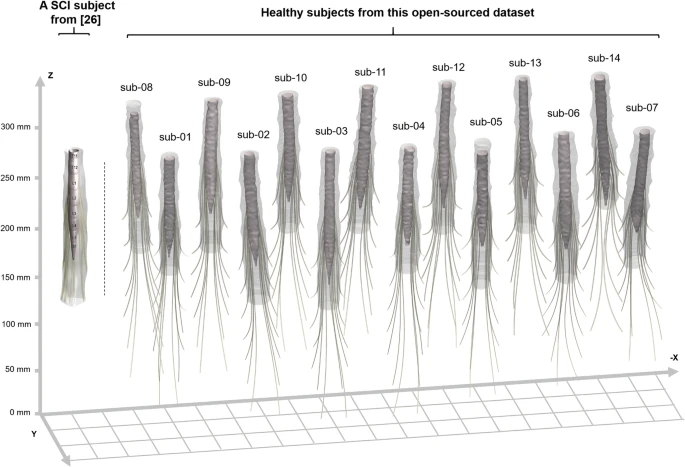 A SCI subject
from [26]
Healthy subjects from this open-sourced dataset
Z
sub-08
sub-09
sub-10
sub-11
sub-12
sub-13
sub-14
sub-01
sub-02
sub-03
sub-04
sub-05
sub-06
sub-07
300 mm
250 mm
200 mm
150 mm
100 mm
50 mm
0 mm
-X
Y